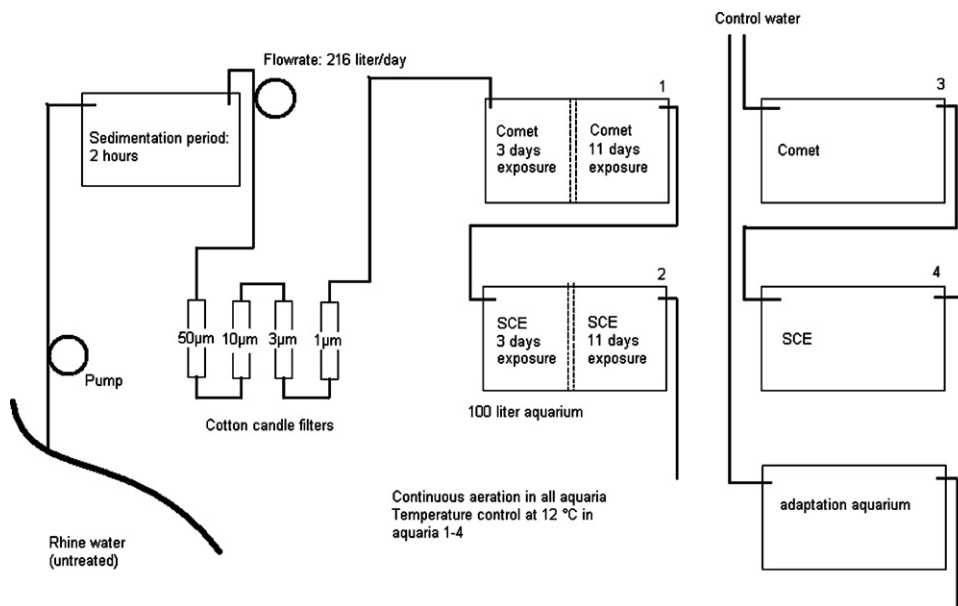 Control water
Flowrate: 216 liter/day
Sedimentation period:
2 hours
1
Comet
3 days
exposure
Comet
11 days
exposure
3
Comet
50µm
10µm
3µm
1µm
Cotton candle filters
Pump
2
SCE
3 days
exposure
SCE
11 days
exposure
100 liter aquarium
4
SCE
Continuous aeration in all aquaria
Temperature control at 12 °C in
aquaria 1-4
adaptation aquarium
Rhine water
(untreated)